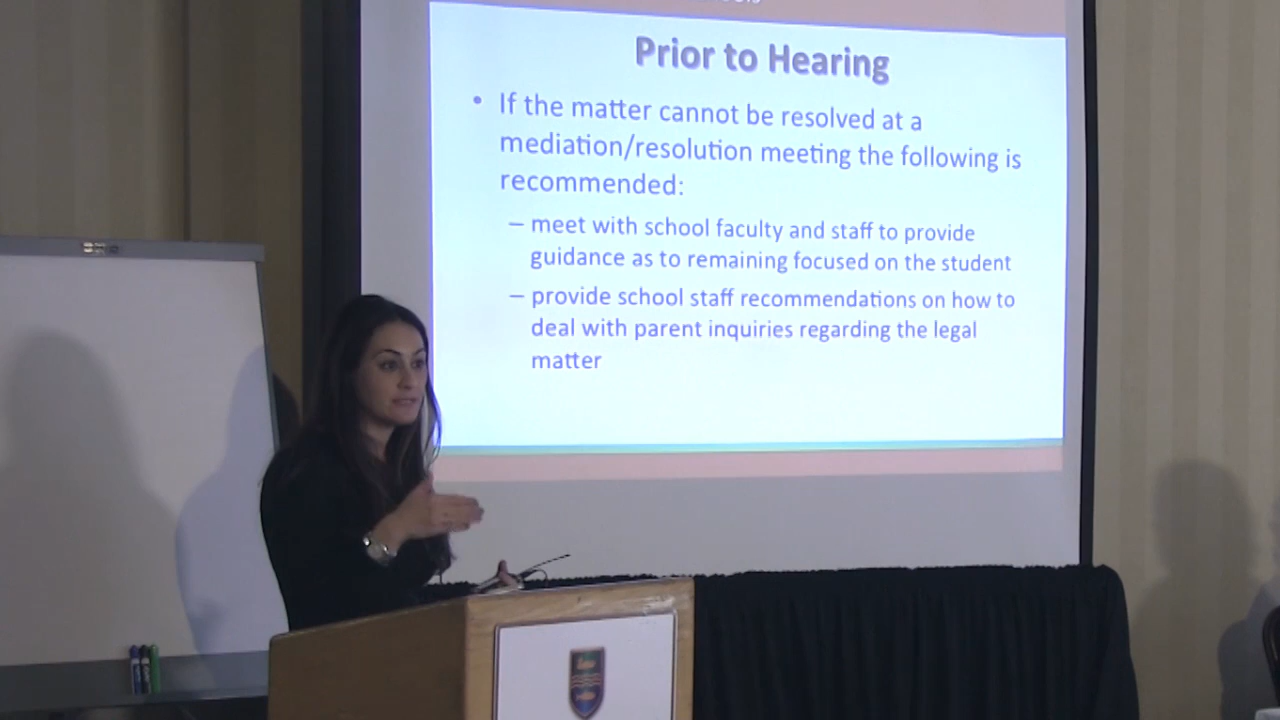 Prior to Hearing
• If the matter cannot be resolved at a
mediation/resolution meeting the following is
recommended:
– meet with school faculty and staff to provide
guidance as to remaining focused on the student
– provide school staff recommendations on how to
deal with parent inquiries regarding the legal
matter